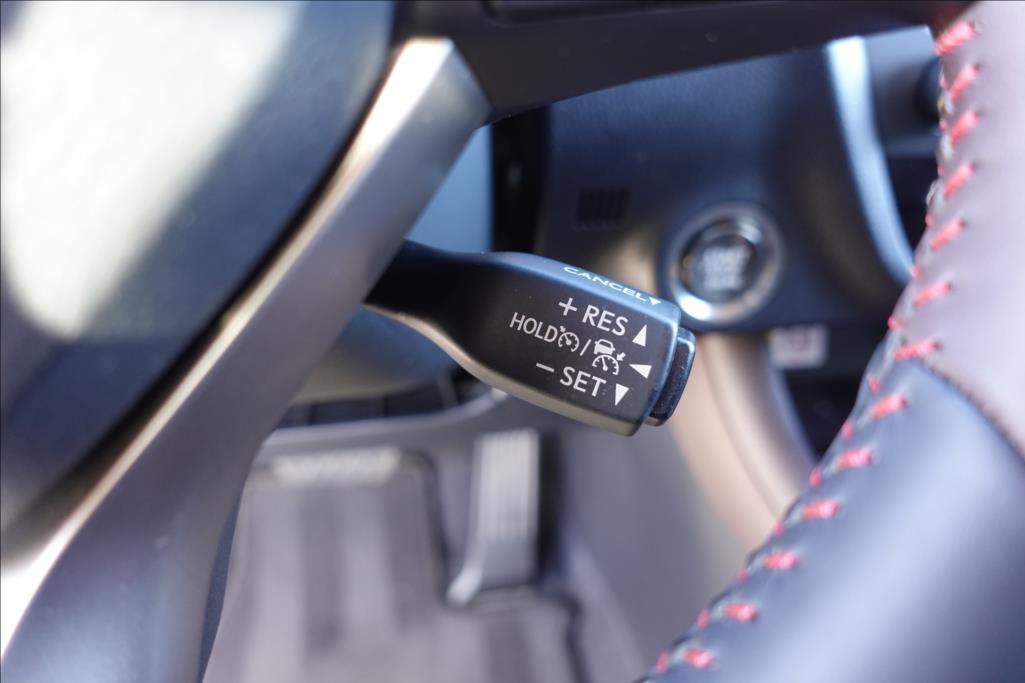 CANCEL▼
+ RES ▲
HOLD /
− SET ▼